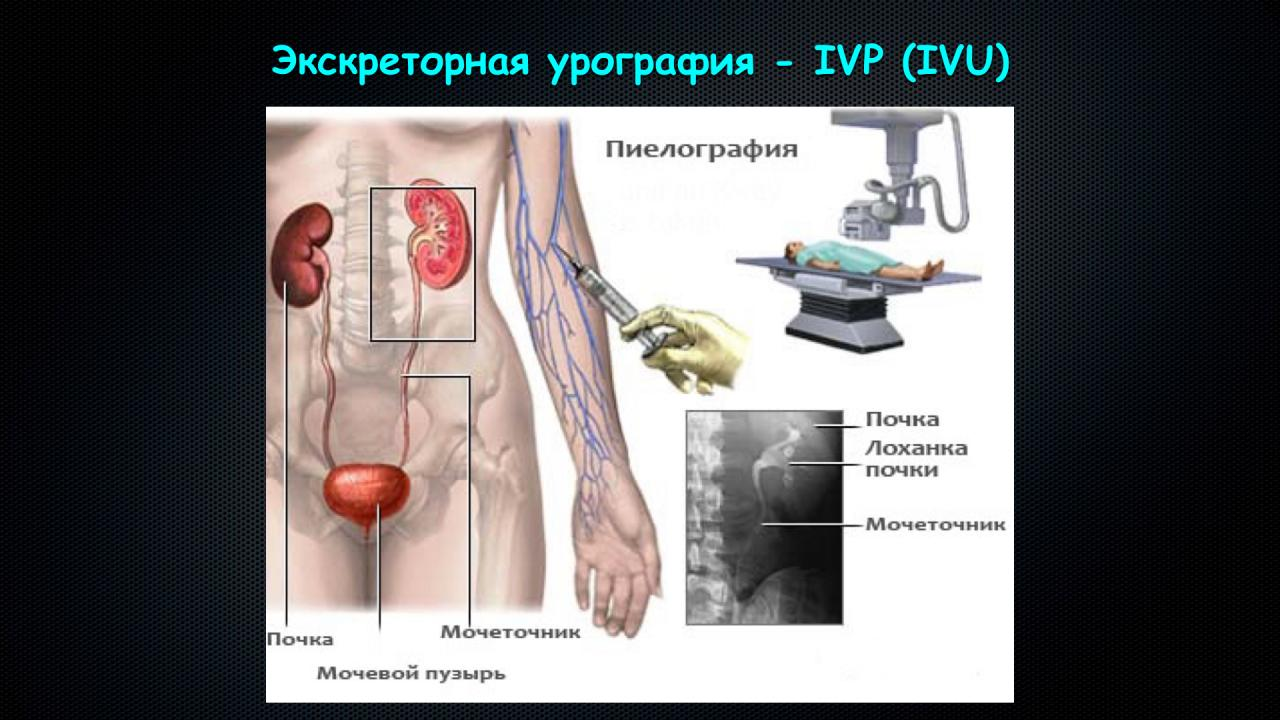 Экскреторная урография - IVP (IVU)
Пиелография
Почка
Лоханка
почки
Мочеточник
Почка
Мочеточник
Мочевой пузырь